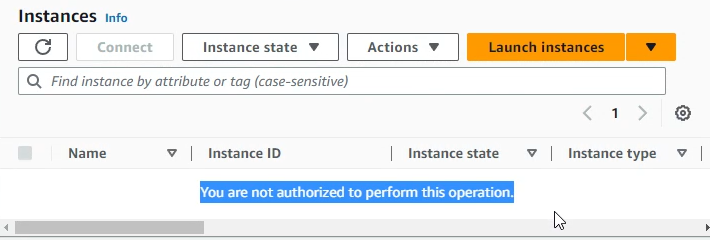 Instances Info
Connect Instance state Actions Launch instances
Find instance by attribute or tag (case-sensitive)
1
Name Instance ID Instance state Instance type
You are not authorized to perform this operation.